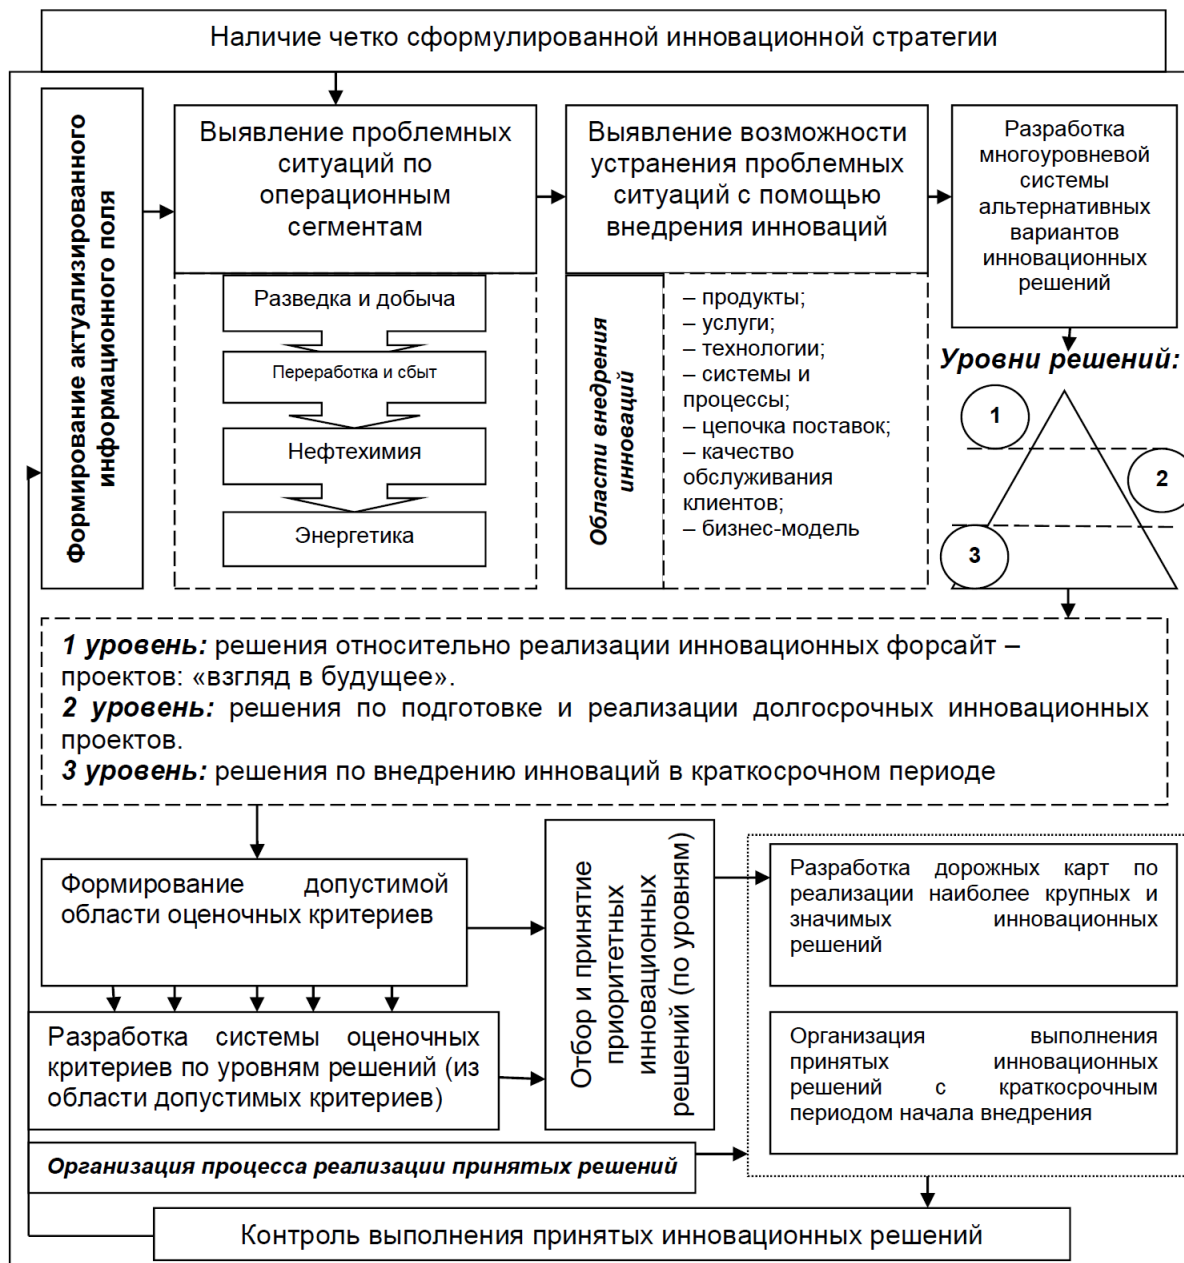 Наличие четко сформулированной инновационной стратегии
Формирование актуализированного
информационного поля
Выявление проблемных
ситуаций по
операционным
сегментам
Выявление возможности
устранения проблемных
ситуаций с помощью
внедрения инноваций
Разработка
многоуровневой
системы
альтернативных
вариантов
инновационных
решений
Разведка и добыча
Переработка и сбыт
Нефтехимия
Энергетика
Области внедрения
инноваций
– продукты;
– услуги;
– технологии;
– системы и
процессы;
– цепочка поставок;
– качество
обслуживания
клиентов;
– бизнес-модель
Уровни решений:
1
2
3
1 уровень: решения относительно реализации инновационных форсайт –
проектов: «взгляд в будущее».
2 уровень: решения по подготовке и реализации долгосрочных инновационных
проектов.
3 уровень: решения по внедрению инноваций в краткосрочном периоде
Формирование допустимой
области оценочных критериев
Разработка системы оценочных
критериев по уровням решений (из
области допустимых критериев)
Отбор и принятие
приоритетных
инновационных
решений (по уровням)
Разработка дорожных карт по
реализации наиболее крупных и
значимых инновационных
решений
Организация выполнения
принятых инновационных
решений с краткосрочным
периодом начала внедрения
Организация процесса реализации принятых решений
Контроль выполнения принятых инновационных решений